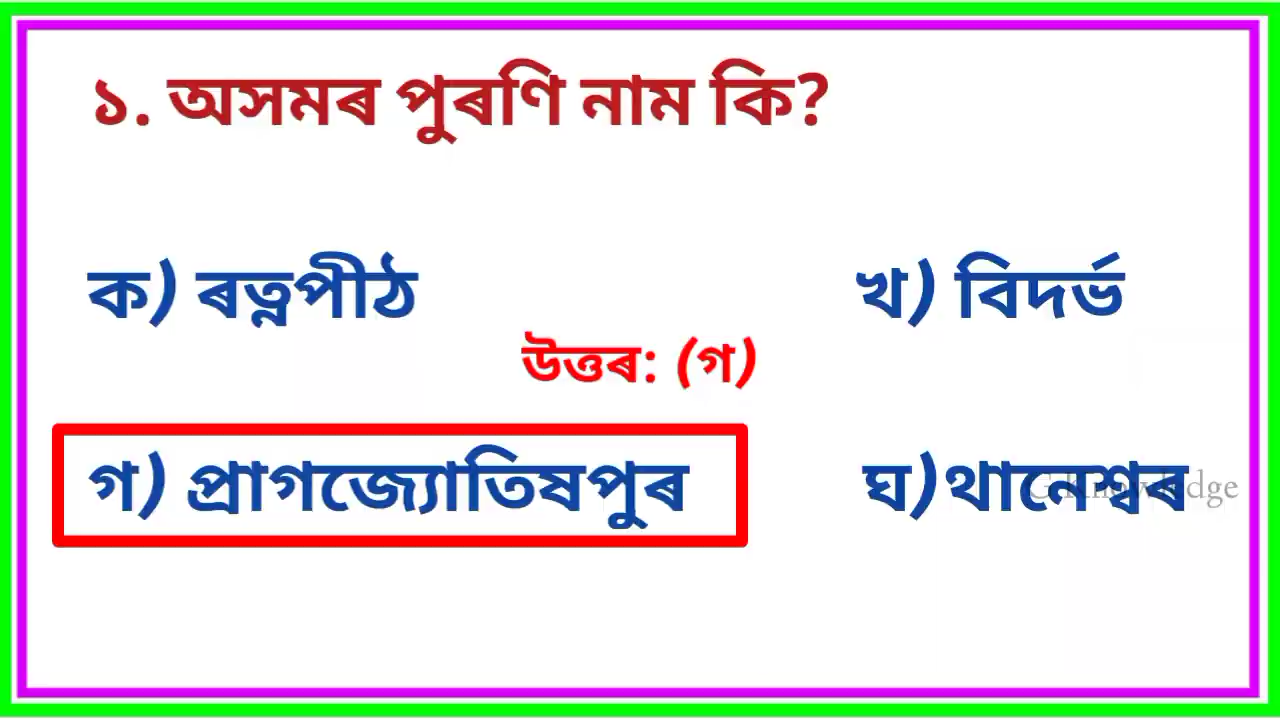 ১. অসমৰ পুৰণি নাম কি?
ক) ৰত্নপীঠ
খ) বিদৰ্ভ
উত্তৰ: (গ)
গ) প্ৰাগজ্যোতিষপুৰ
ঘ)থানেশ্বৰ